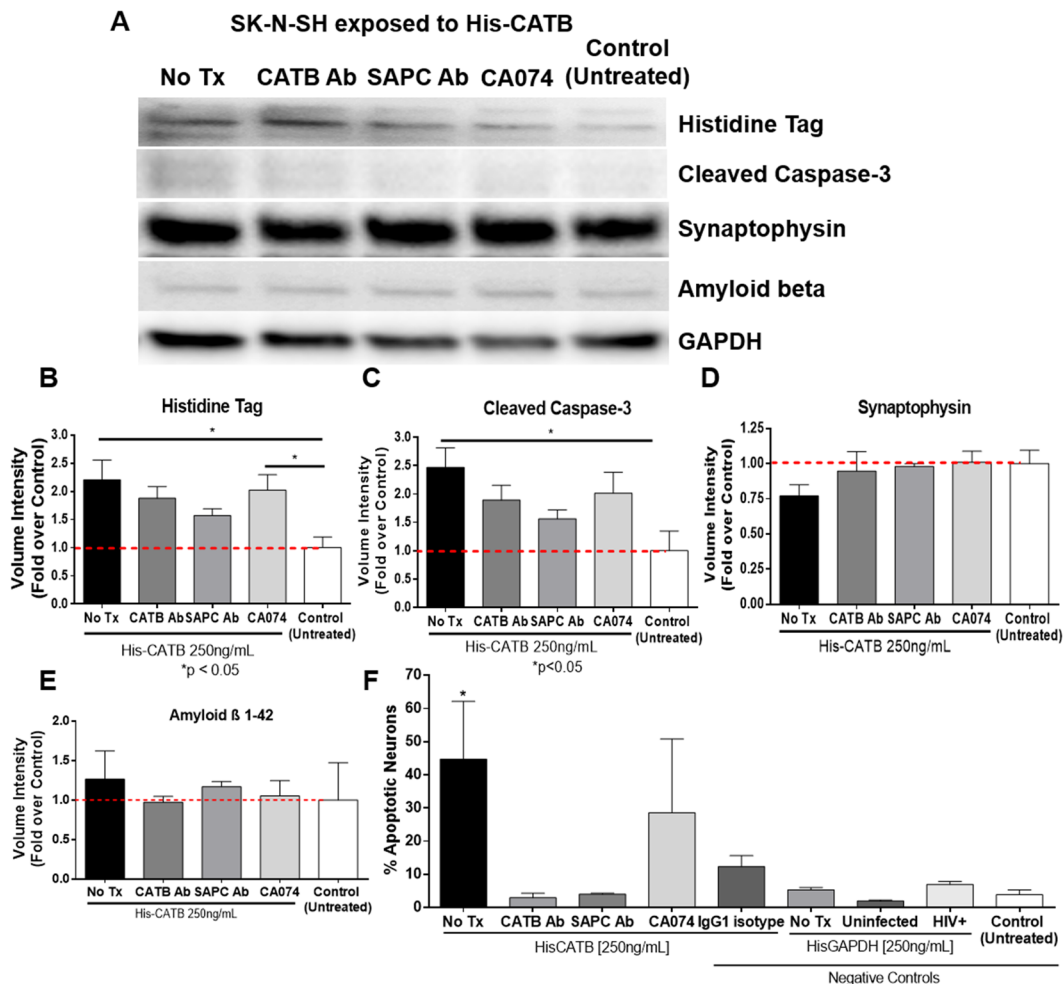 A
SK-N-SH exposed to His-CATB
No Tx CATB Ab SAPC Ab CA074 Control (Untreated)
Histidine Tag
Cleaved Caspase-3
Synaptophysin
Amyloid beta
GAPDH
B
Histidine Tag
Volume Intensity
(Fold over Control)
3.0
2.5
2.0
1.5
1.0
0.5
0.0
*
*
No Tx CATB Ab SAPC Ab CA074 Control
(Untreated)
His-CATB 250ng/mL
*p < 0.05
C
Cleaved Caspase-3
Volume Intensity
(Fold over Control)
3.0
2.5
2.0
1.5
1.0
0.5
0.0
*
No Tx CATB Ab SAPC Ab CA074 Control
(Untreated)
His-CATB 250ng/mL
*p<0.05
D
Synaptophysin
Volume Intensity
(Fold over Control)
1.25
1.00
0.75
0.50
0.25
0.00
No Tx CATB Ab SAPC Ab CA074 Control
(Untreated)
His-CATB 250ng/mL
E
Amyloid ß 1-42
Volume Intensity
(Fold over Control)
2.0
1.5
1.0
0.5
0.0
No Tx CATB Ab SAPC Ab CA074 Control
(Untreated)
His-CATB 250ng/mL
F
% Apoptotic Neurons
70
60
50
40
30
20
10
0
*
No Tx CATB Ab SAPC Ab CA074 IgG1 isotype No Tx Uninfected HIV+ Control
(Untreated)
HisCATB [250ng/mL]
HisGAPDH [250ng/mL]
Negative Controls